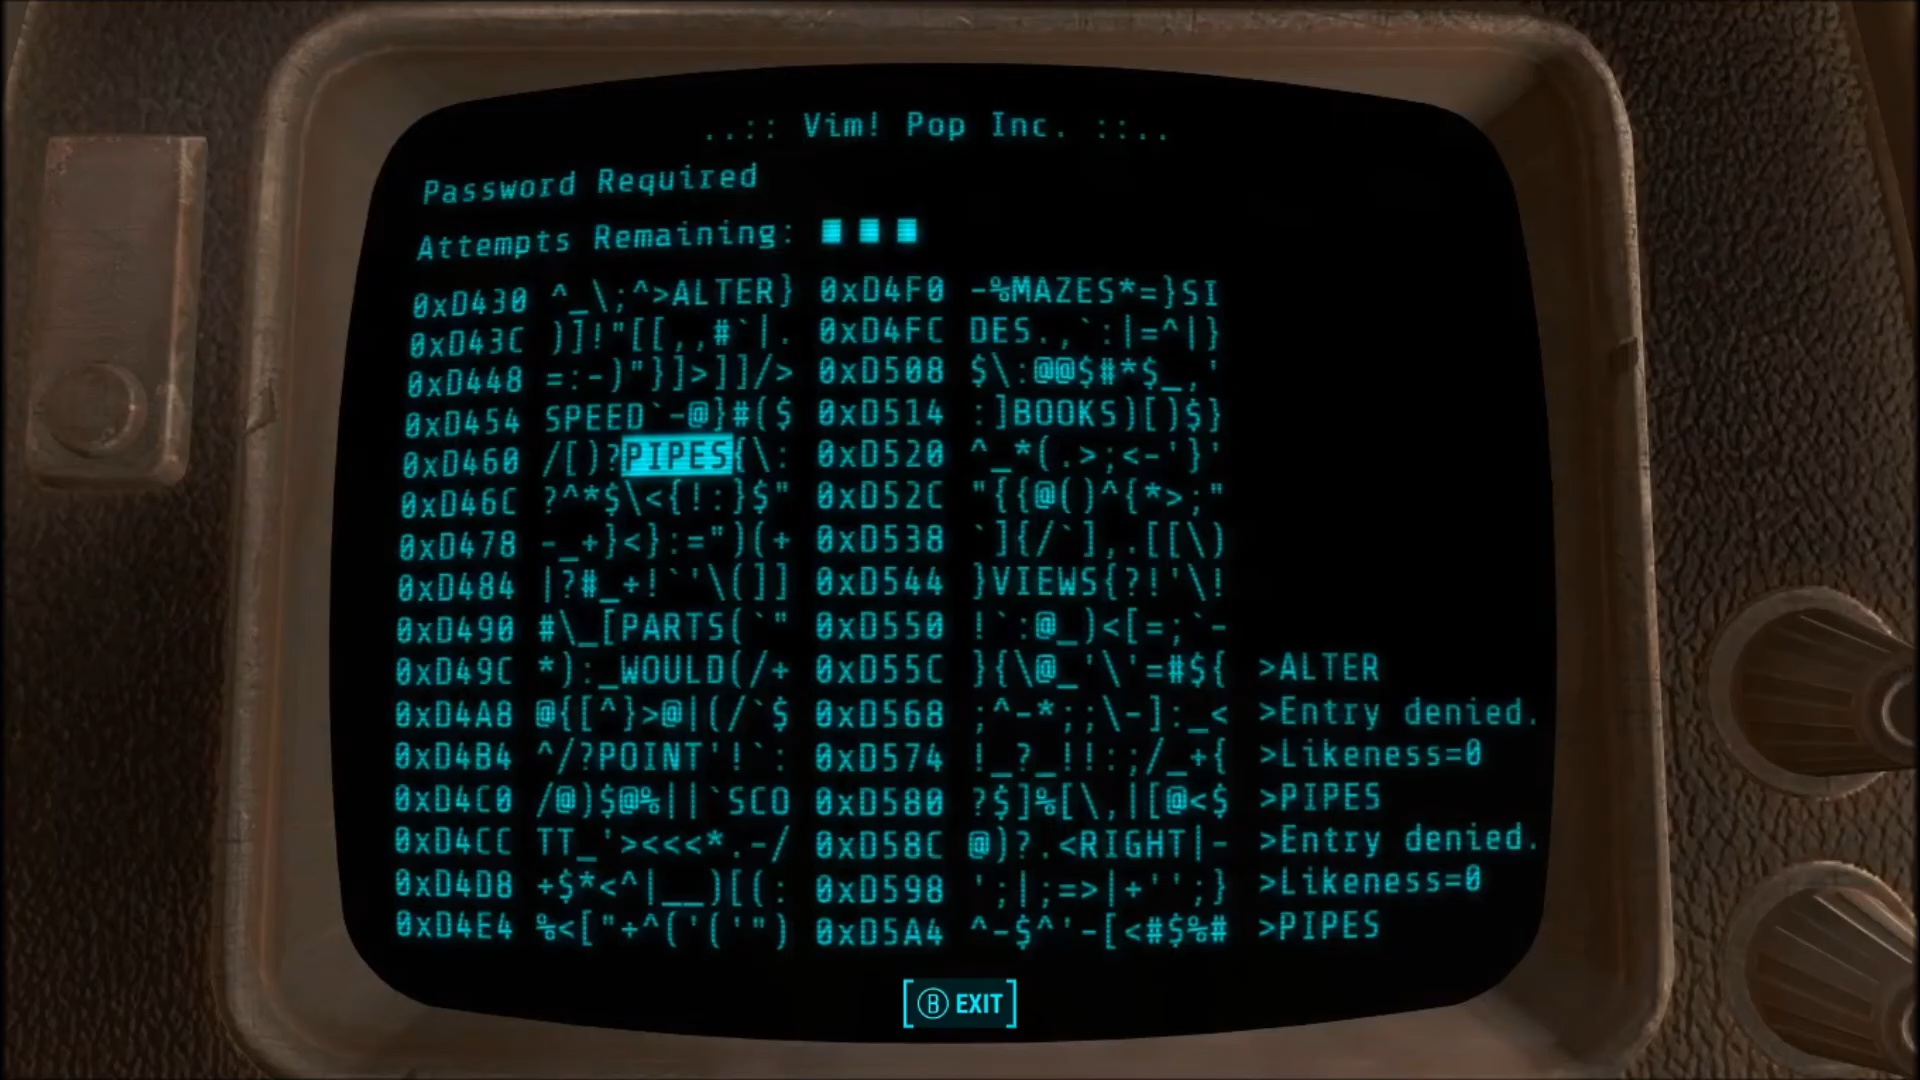 ..:: Vim! Pop Inc. ::..
Password Required
Attempts Remaining:
0xD430 ^_\;^>ALTER} 0xD4F0 -%MAZES*=}SI
0xD43C )]!"[[,,#`|. 0xD4FC DES.,`:|=^|}
0xD448 =:-)"}]>]]/> 0xD508 $\:@@$#*$_,'
0xD454 SPEED`-@}#($ 0xD514 :]BOOKS)[)$}
0xD460 /[)?PIPES{\: 0xD520 ^_*(.>;<-'}'
0xD46C ?^*$\<{!:}$" 0xD52C "{{@()^{*>;"
0xD478 -_+}<}:=")(+ 0xD538 `]{/`],.[[\)
0xD484 |?#_+!`'\(]] 0xD544 }VIEWS{?!'\!
0xD490 #\_[PARTS(`" 0xD550 !`:@_)<[=;`-
0xD49C *):_WOULD(/+ 0xD55C }{\@_'\'=#${ >ALTER
0xD4A8 @{[^}>@|(/`$ 0xD568 ;^-*;;\-]:_< >Entry denied.
0xD4B4 ^/?POINT'!`: 0xD574 !_?_!!:;/_+{ >Likeness=0
0xD4C0 /@)$@%||`SCO 0xD580 ?$]%[\,|[@<$ >PIPES
0xD4CC TT_'><<<*.-/ 0xD58C @)?.<RIGHT|- >Entry denied.
0xD4D8 +$*<^|__)[(: 0xD598 ';|;=>|+'';} >Likeness=0
0xD4E4 %<["+^('('") 0xD5A4 ^-$^'-[<#$%# >PIPES
B EXIT